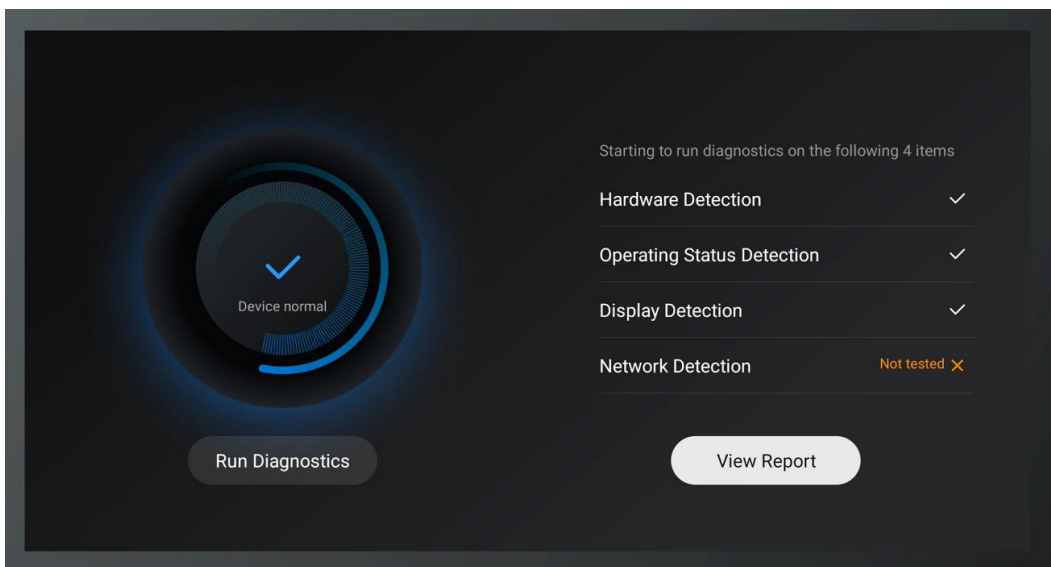 Starting to run diagnostics on the following 4 items
Hardware Detection
Operating Status Detection
Display Detection
Network Detection Not tested
Device normal
Run Diagnostics
View Report